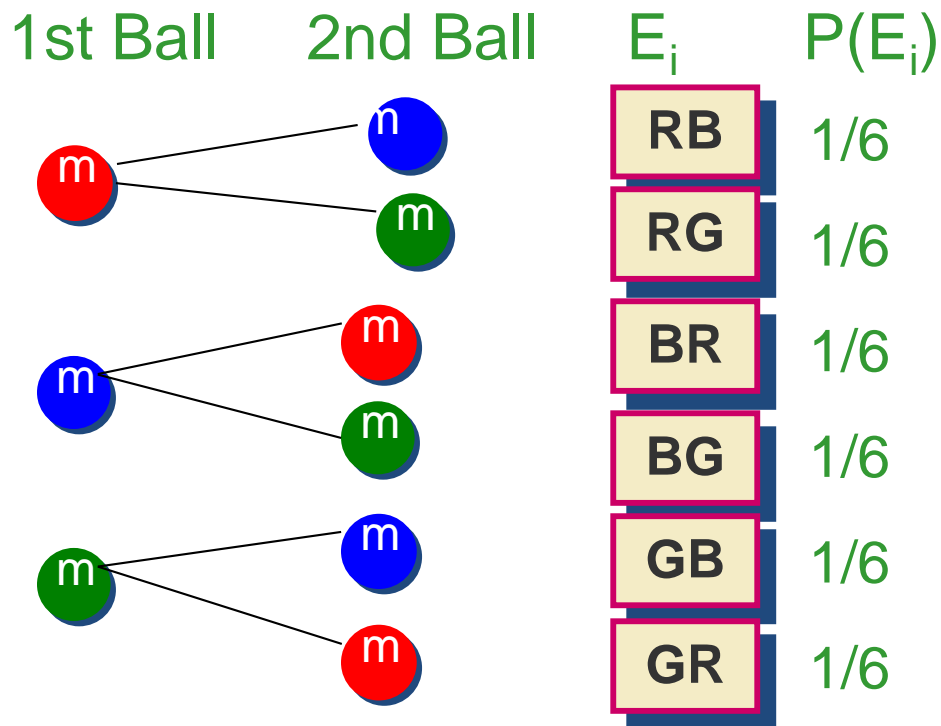 1st Ball 2nd Ball Ei P(Ei)
m m RB 1/6
m RG 1/6
m m BR 1/6
m BG 1/6
m m GB 1/6
m GR 1/6